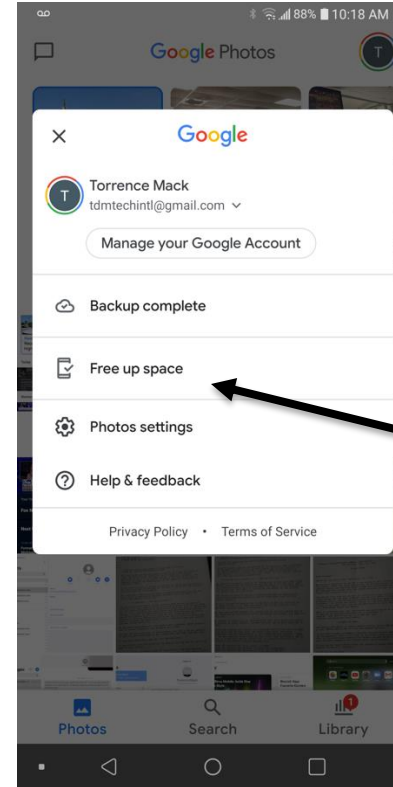 88% 10:18 AM
Google Photos
T
Google
T
Torrence Mack
tdmtechintl@gmail.com
Manage your Google Account
Backup complete
Free up space
Photos settings
Help & feedback
Privacy Policy • Terms of Service
1
Photos
Search
Library